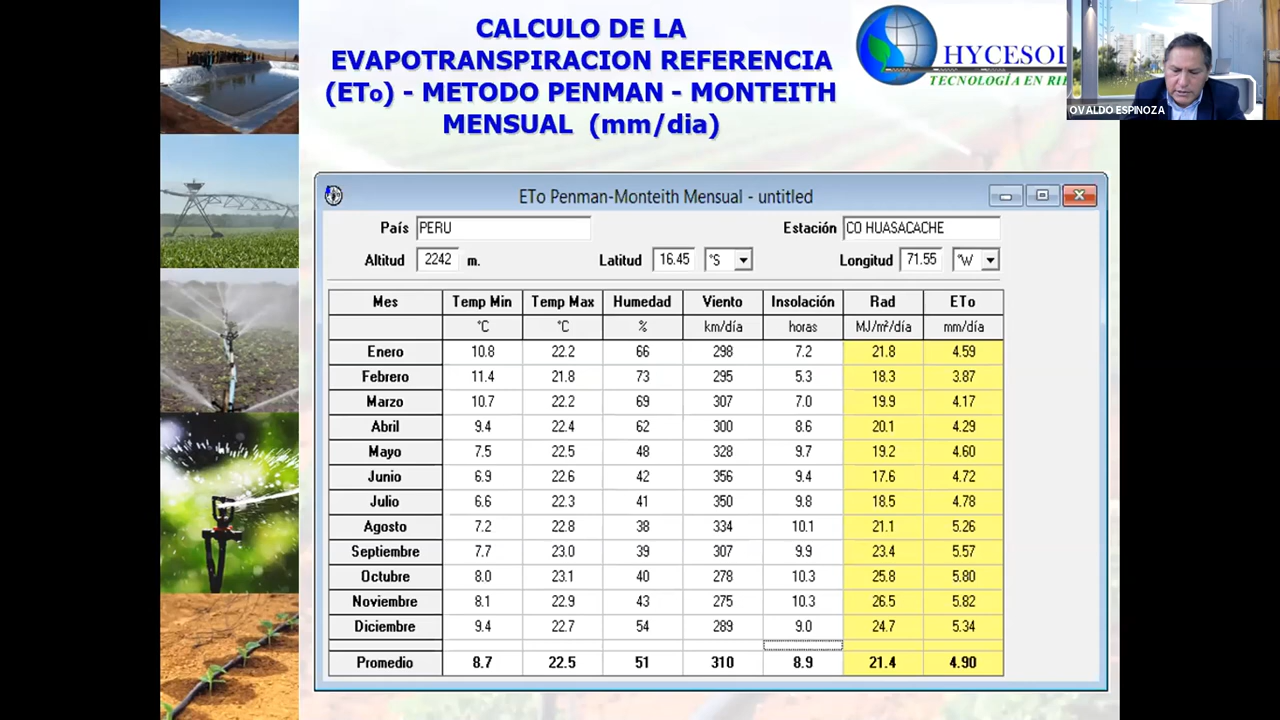 CALCULO DE LA
EVAPOTRANSPIRACION REFERENCIA
(ETo) - METODO PENMAN - MONTEITH
MENSUAL (mm/dia)
HYCESOL
TECNOLOGÍA EN RIE
OVALDO ESPINOZA
ETo Penman-Monteith Mensual - untitled
País PERU Estación CO HUASACACHE
Altitud 2242 m. Latitud 16.45 °S Longitud 71.55 °W
Mes Temp Min Temp Max Humedad Viento Insolación Rad ETo
°C °C % km/día horas MJ/m²/día mm/día
Enero 10.8 22.2 66 298 7.2 21.8 4.59
Febrero 11.4 21.8 73 295 5.3 18.3 3.87
Marzo 10.7 22.2 69 307 7.0 19.9 4.17
Abril 9.4 22.4 62 300 8.6 20.1 4.29
Mayo 7.5 22.5 48 328 9.7 19.2 4.60
Junio 6.9 22.6 42 356 9.4 17.6 4.72
Julio 6.6 22.3 41 350 9.8 18.5 4.78
Agosto 7.2 22.8 38 334 10.1 21.1 5.26
Septiembre 7.7 23.0 39 307 9.9 23.4 5.57
Octubre 8.0 23.1 40 278 10.3 25.8 5.80
Noviembre 8.1 22.9 43 275 10.3 26.5 5.82
Diciembre 9.4 22.7 54 289 9.0 24.7 5.34
Promedio 8.7 22.5 51 310 8.9 21.4 4.90